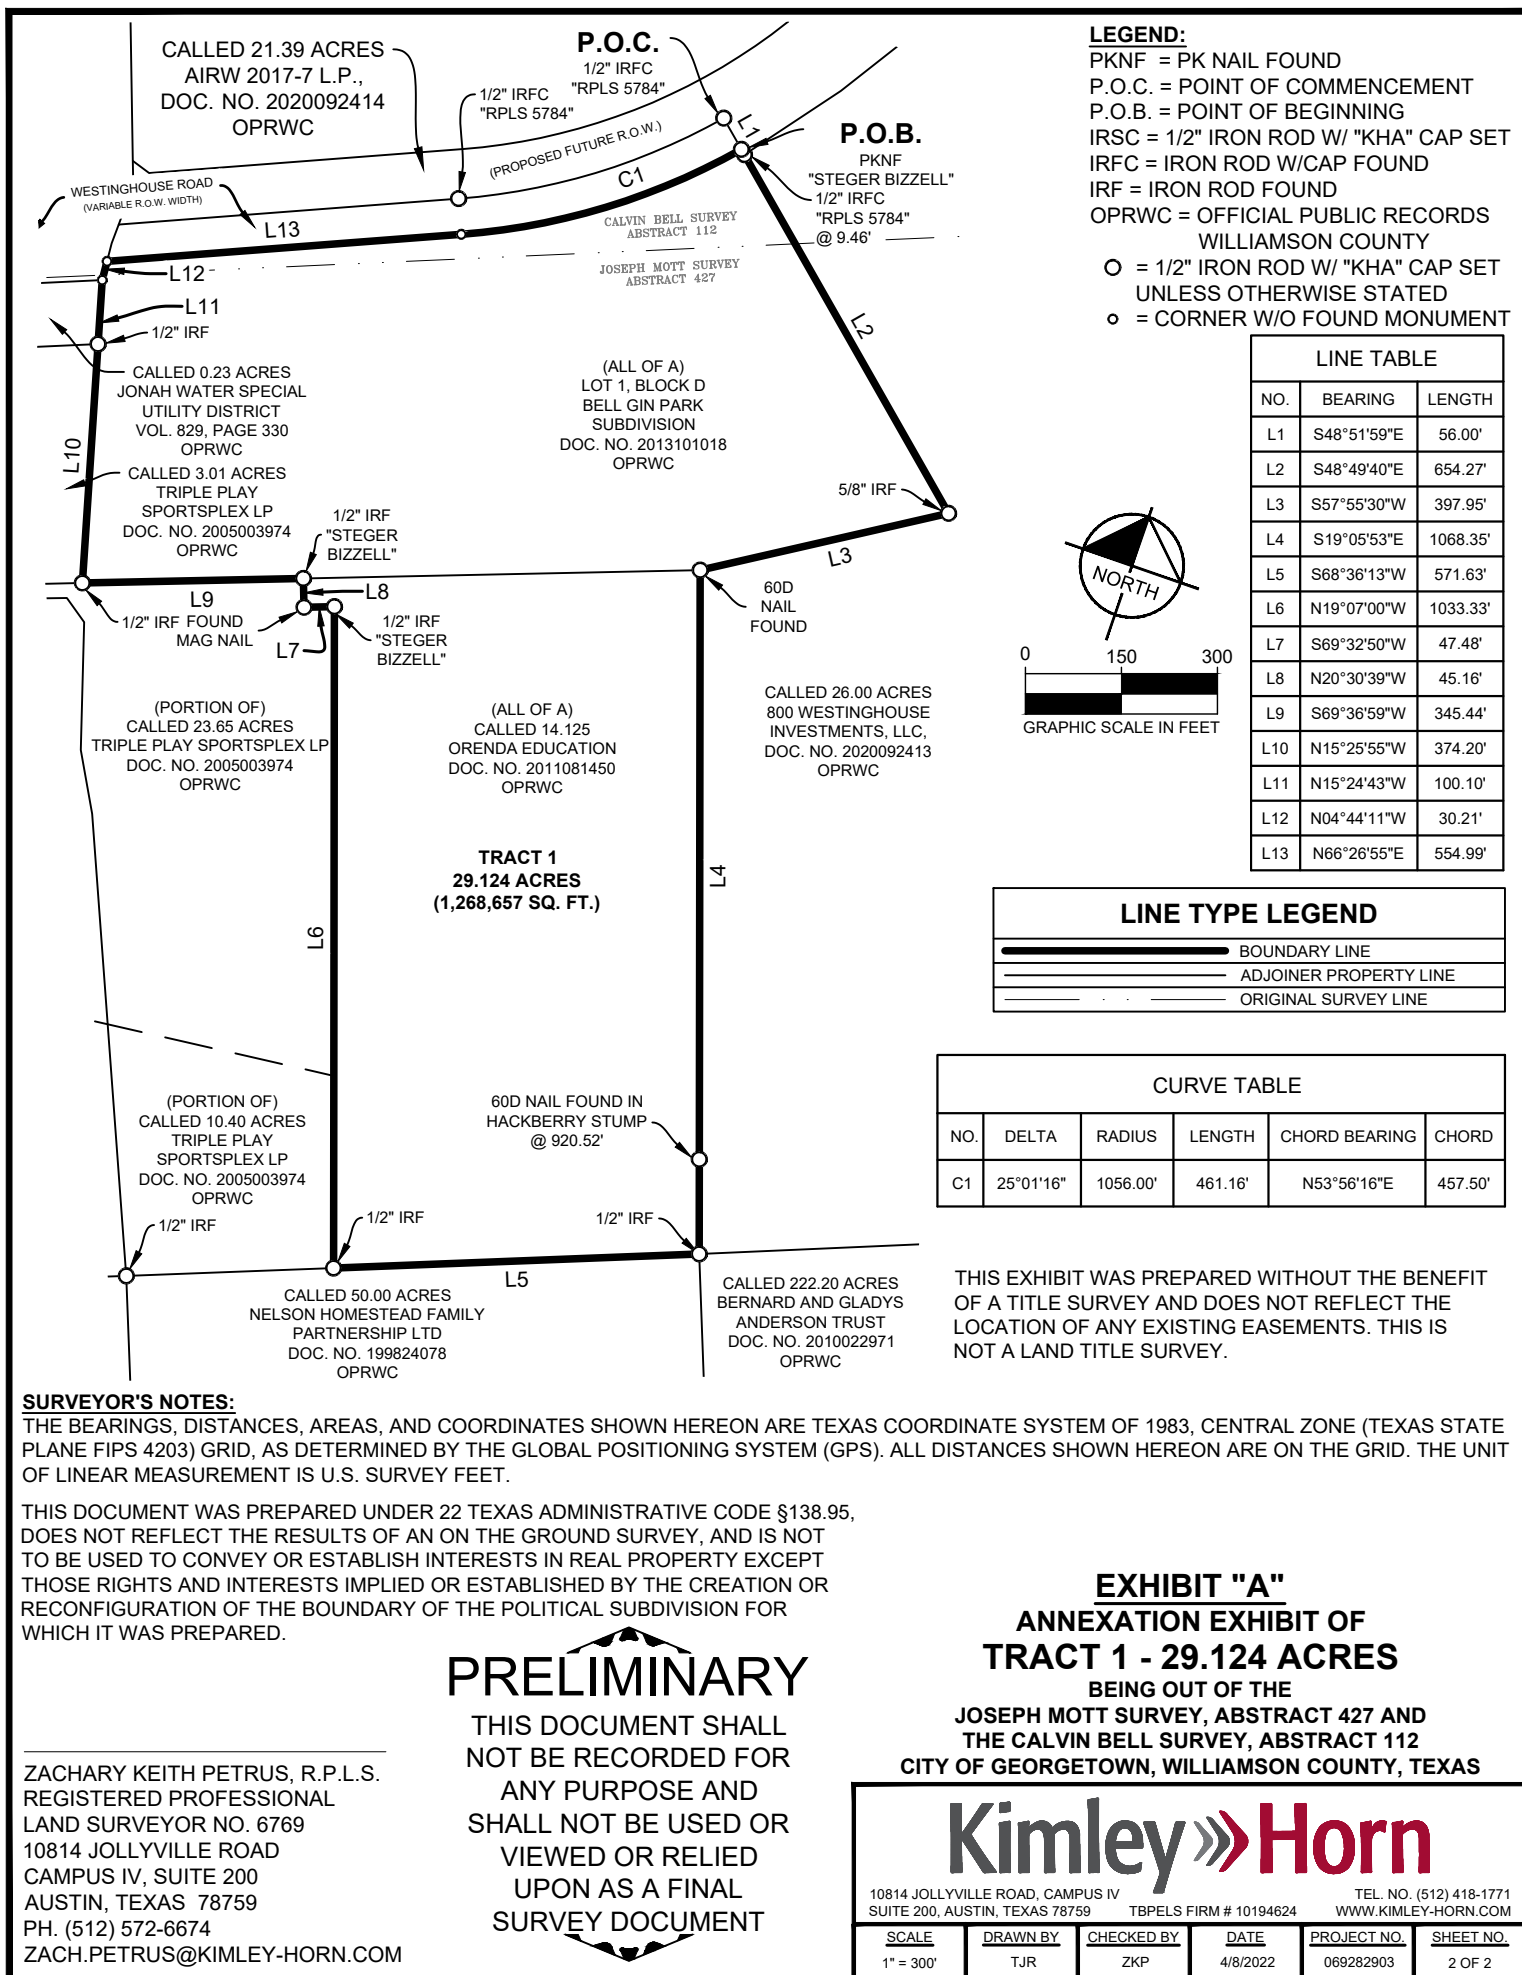 CALLED 21.39 ACRES
AIRW 2017-7 L.P.,
DOC. NO. 2020092414
OPRWC
P.O.C.
1/2" IRFC
"RPLS 5784"
1/2" IRFC
"RPLS 5784"
(PROPOSED FUTURE R.O.W.)
L1
P.O.B.
PKNF
"STEGER BIZZELL"
1/2" IRFC
"RPLS 5784"
@ 9.46'
WESTINGHOUSE ROAD
(VARIABLE R.O.W. WIDTH)
C1
L13
CALVIN BELL SURVEY
ABSTRACT 112
JOSEPH MOTT SURVEY
ABSTRACT 427
L12
L11
1/2" IRF
L2
CALLED 0.23 ACRES
JONAH WATER SPECIAL
UTILITY DISTRICT
VOL. 829, PAGE 330
OPRWC
L10
CALLED 3.01 ACRES
TRIPLE PLAY
SPORTSPLEX LP
DOC. NO. 2005003974
OPRWC
(ALL OF A)
LOT 1, BLOCK D
BELL GIN PARK
SUBDIVISION
DOC. NO. 2013101018
OPRWC
5/8" IRF
1/2" IRF
"STEGER
BIZZELL"
L3
L9
L8
1/2" IRF
FOUND
MAG NAIL
L7
1/2" IRF
"STEGER
BIZZELL"
60D
NAIL
FOUND
(PORTION OF)
CALLED 23.65 ACRES
TRIPLE PLAY SPORTSPLEX LP
DOC. NO. 2005003974
OPRWC
(ALL OF A)
CALLED 14.125
ORENDA EDUCATION
DOC. NO. 2011081450
OPRWC
CALLED 26.00 ACRES
800 WESTINGHOUSE
INVESTMENTS, LLC,
DOC. NO. 2020092413
OPRWC
TRACT 1
29.124 ACRES
(1,268,657 SQ. FT.)
L4
L6
(PORTION OF)
CALLED 10.40 ACRES
TRIPLE PLAY
SPORTSPLEX LP
DOC. NO. 2005003974
OPRWC
60D NAIL FOUND IN
HACKBERRY STUMP
@ 920.52'
1/2" IRF
1/2" IRF
1/2" IRF
L5
CALLED 50.00 ACRES
NELSON HOMESTEAD FAMILY
PARTNERSHIP LTD
DOC. NO. 199824078
OPRWC
CALLED 222.20 ACRES
BERNARD AND GLADYS
ANDERSON TRUST
DOC. NO. 2010022971
OPRWC
LEGEND:
PKNF = PK NAIL FOUND
P.O.C. = POINT OF COMMENCEMENT
P.O.B. = POINT OF BEGINNING
IRSC = 1/2" IRON ROD W/ "KHA" CAP SET
IRFC = IRON ROD W/CAP FOUND
IRF = IRON ROD FOUND
OPRWC = OFFICIAL PUBLIC RECORDS
WILLIAMSON COUNTY
= 1/2" IRON ROD W/ "KHA" CAP SET
UNLESS OTHERWISE STATED
= CORNER W/O FOUND MONUMENT
LINE TABLE
NO. BEARING LENGTH
L1 S48°51'59"E 56.00'
L2 S48°49'40"E 654.27'
L3 S57°55'30"W 397.95'
L4 S19°05'53"E 1068.35'
L5 S68°36'13"W 571.63'
L6 N19°07'00"W 1033.33'
L7 S69°32'50"W 47.48'
L8 N20°30'39"W 45.16'
L9 S69°36'59"W 345.44'
L10 N15°25'55"W 374.20'
L11 N15°24'43"W 100.10'
L12 N04°44'11"W 30.21'
L13 N66°26'55"E 554.99'
NORTH
0 150 300
GRAPHIC SCALE IN FEET
LINE TYPE LEGEND
BOUNDARY LINE
ADJOINER PROPERTY LINE
ORIGINAL SURVEY LINE
CURVE TABLE
NO. DELTA RADIUS LENGTH CHORD BEARING CHORD
C1 25°01'16" 1056.00' 461.16' N53°56'16"E 457.50'
THIS EXHIBIT WAS PREPARED WITHOUT THE BENEFIT
OF A TITLE SURVEY AND DOES NOT REFLECT THE
LOCATION OF ANY EXISTING EASEMENTS. THIS IS
NOT A LAND TITLE SURVEY.
SURVEYOR'S NOTES:
THE BEARINGS, DISTANCES, AREAS, AND COORDINATES SHOWN HEREON ARE TEXAS COORDINATE SYSTEM OF 1983, CENTRAL ZONE (TEXAS STATE
PLANE FIPS 4203) GRID, AS DETERMINED BY THE GLOBAL POSITIONING SYSTEM (GPS). ALL DISTANCES SHOWN HEREON ARE ON THE GRID. THE UNIT
OF LINEAR MEASUREMENT IS U.S. SURVEY FEET.
THIS DOCUMENT WAS PREPARED UNDER 22 TEXAS ADMINISTRATIVE CODE §138.95,
DOES NOT REFLECT THE RESULTS OF AN ON THE GROUND SURVEY, AND IS NOT
TO BE USED TO CONVEY OR ESTABLISH INTERESTS IN REAL PROPERTY EXCEPT
THOSE RIGHTS AND INTERESTS IMPLIED OR ESTABLISHED BY THE CREATION OR
RECONFIGURATION OF THE BOUNDARY OF THE POLITICAL SUBDIVISION FOR
WHICH IT WAS PREPARED.
PRELIMINARY
THIS DOCUMENT SHALL
NOT BE RECORDED FOR
ANY PURPOSE AND
SHALL NOT BE USED OR
VIEWED OR RELIED
UPON AS A FINAL
SURVEY DOCUMENT
ZACHARY KEITH PETRUS, R.P.L.S.
REGISTERED PROFESSIONAL
LAND SURVEYOR NO. 6769
10814 JOLLYVILLE ROAD
CAMPUS IV, SUITE 200
AUSTIN, TEXAS 78759
PH. (512) 572-6674
ZACH.PETRUS@KIMLEY-HORN.COM
EXHIBIT "A"
ANNEXATION EXHIBIT OF
TRACT 1 - 29.124 ACRES
BEING OUT OF THE
JOSEPH MOTT SURVEY, ABSTRACT 427 AND
THE CALVIN BELL SURVEY, ABSTRACT 112
CITY OF GEORGETOWN, WILLIAMSON COUNTY, TEXAS
Kimley»Horn
10814 JOLLYVILLE ROAD, CAMPUS IV TEL. NO. (512) 418-1771
SUITE 200, AUSTIN, TEXAS 78759 TBPELS FIRM # 10194624 WWW.KIMLEY-HORN.COM
SCALE DRAWN BY CHECKED BY DATE PROJECT NO. SHEET NO.
1" = 300' TJR ZKP 4/8/2022 069282903 2 OF 2